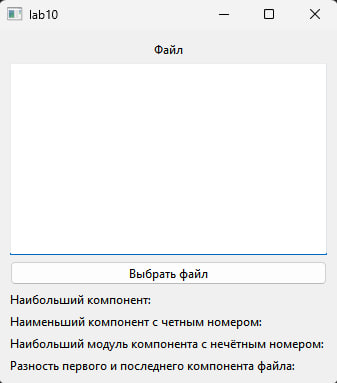 lab10
Файл
Выбрать файл
Наибольший компонент:
Наименьший компонент с четным номером:
Наибольший модуль компонента с нечётным номером:
Разность первого и последнего компонента файла: